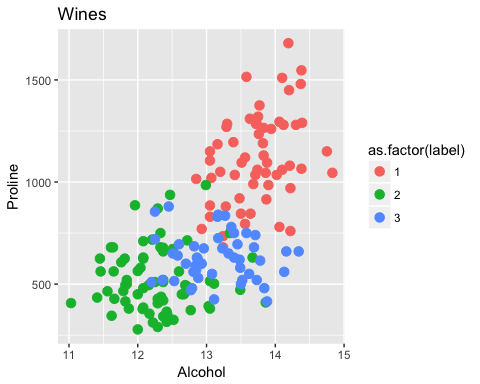 Wines
1500
1000
500
Proline
11 12 13 14 15
Alcohol
as.factor(label)
1
2
3